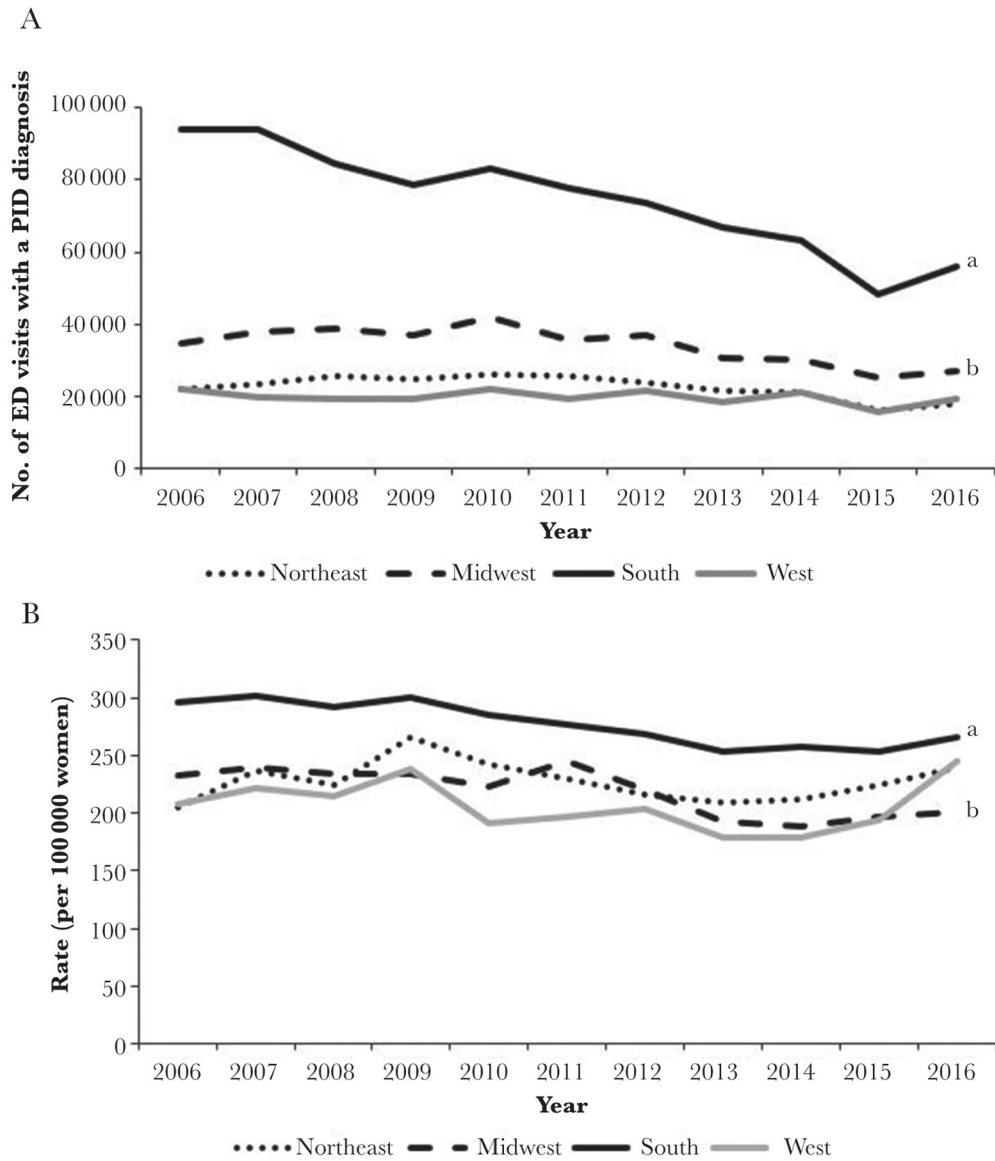 A
No. of ED visits with a PID diagnosis
100 000
80 000
60 000
40 000
20 000
0
a
b
2006 2007 2008 2009 2010 2011 2012 2013 2014 2015 2016
Year
Northeast Midwest South West
B
Rate (per 100 000 women)
350
300
250
200
150
100
50
0
a
b
2006 2007 2008 2009 2010 2011 2012 2013 2014 2015 2016
Year
Northeast Midwest South West